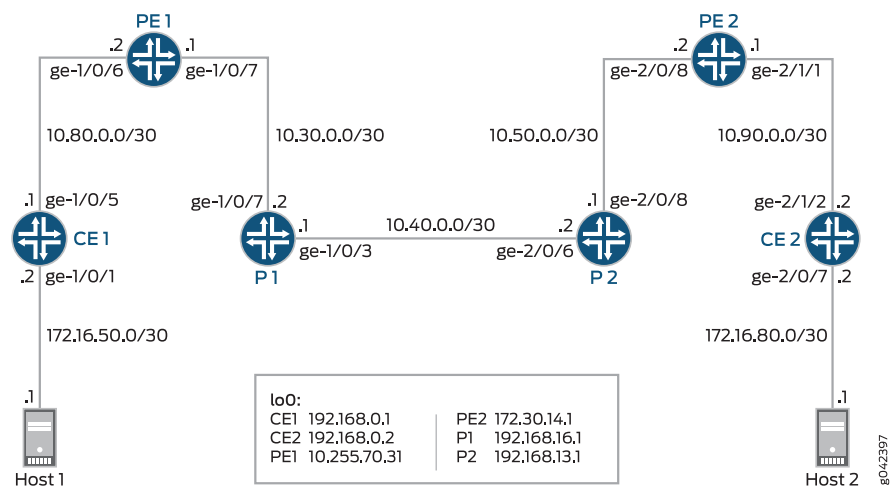 PE 1
PE 2
.2
.1
.2
.1
ge-1/0/6
ge-1/0/7
ge-2/0/8
ge-2/1/1
10.80.0.0/30
10.30.0.0/30
10.50.0.0/30
10.90.0.0/30
.1
ge-1/0/5
ge-1/0/7
.2
.1
ge-2/0/8
ge-2/1/2
.2
CE 1
.1
10.40.0.0/30
.2
CE 2
ge-1/0/3
ge-2/0/6
.2
ge-1/0/1
P 1
P 2
ge-2/0/7
.2
172.16.50.0/30
172.16.80.0/30
.1
.1
lo0:
CE1 192.168.0.1
CE2 192.168.0.2
PE1 10.255.70.31
PE2 172.30.14.1
P1 192.168.16.1
P2 192.168.13.1
Host 1
Host 2
g042397